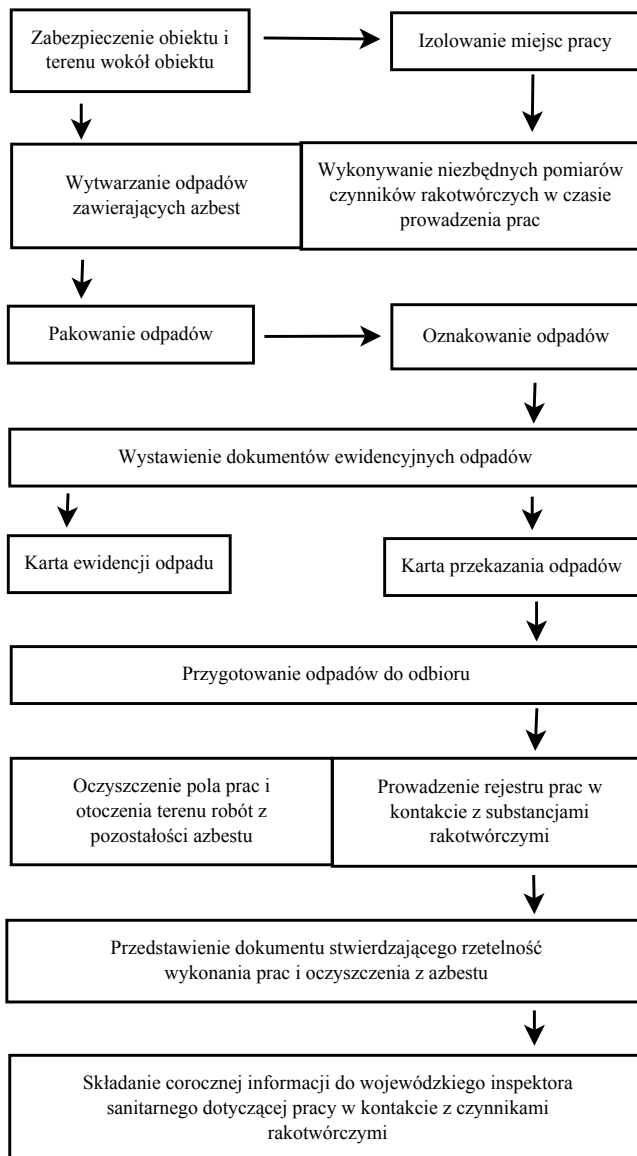 Zabezpieczenie obiektu i
terenu wokół obiektu
Izolowanie miejsc pracy
Wytwarzanie odpadów
zawierających azbest
Wykonywanie niezbędnych pomiarów
czynników rakotwórczych w czasie
prowadzenia prac
Pakowanie odpadów
Oznakowanie odpadów
Wystawienie dokumentów ewidencyjnych odpadów
Karta ewidencji odpadu
Karta przekazania odpadów
Przygotowanie odpadów do odbioru
Oczyszczenie pola prac i
otoczenia terenu robót z
pozostałości azbestu
Prowadzenie rejestru prac w
kontakcie z substancjami
rakotwórczymi
Przedstawienie dokumentu stwierdzającego rzetelność
wykonania prac i oczyszczenia z azbestu
Składanie corocznej informacji do wojewódzkiego inspektora
sanitarnego dotyczącej pracy w kontakcie z czynnikami
rakotwórczymi